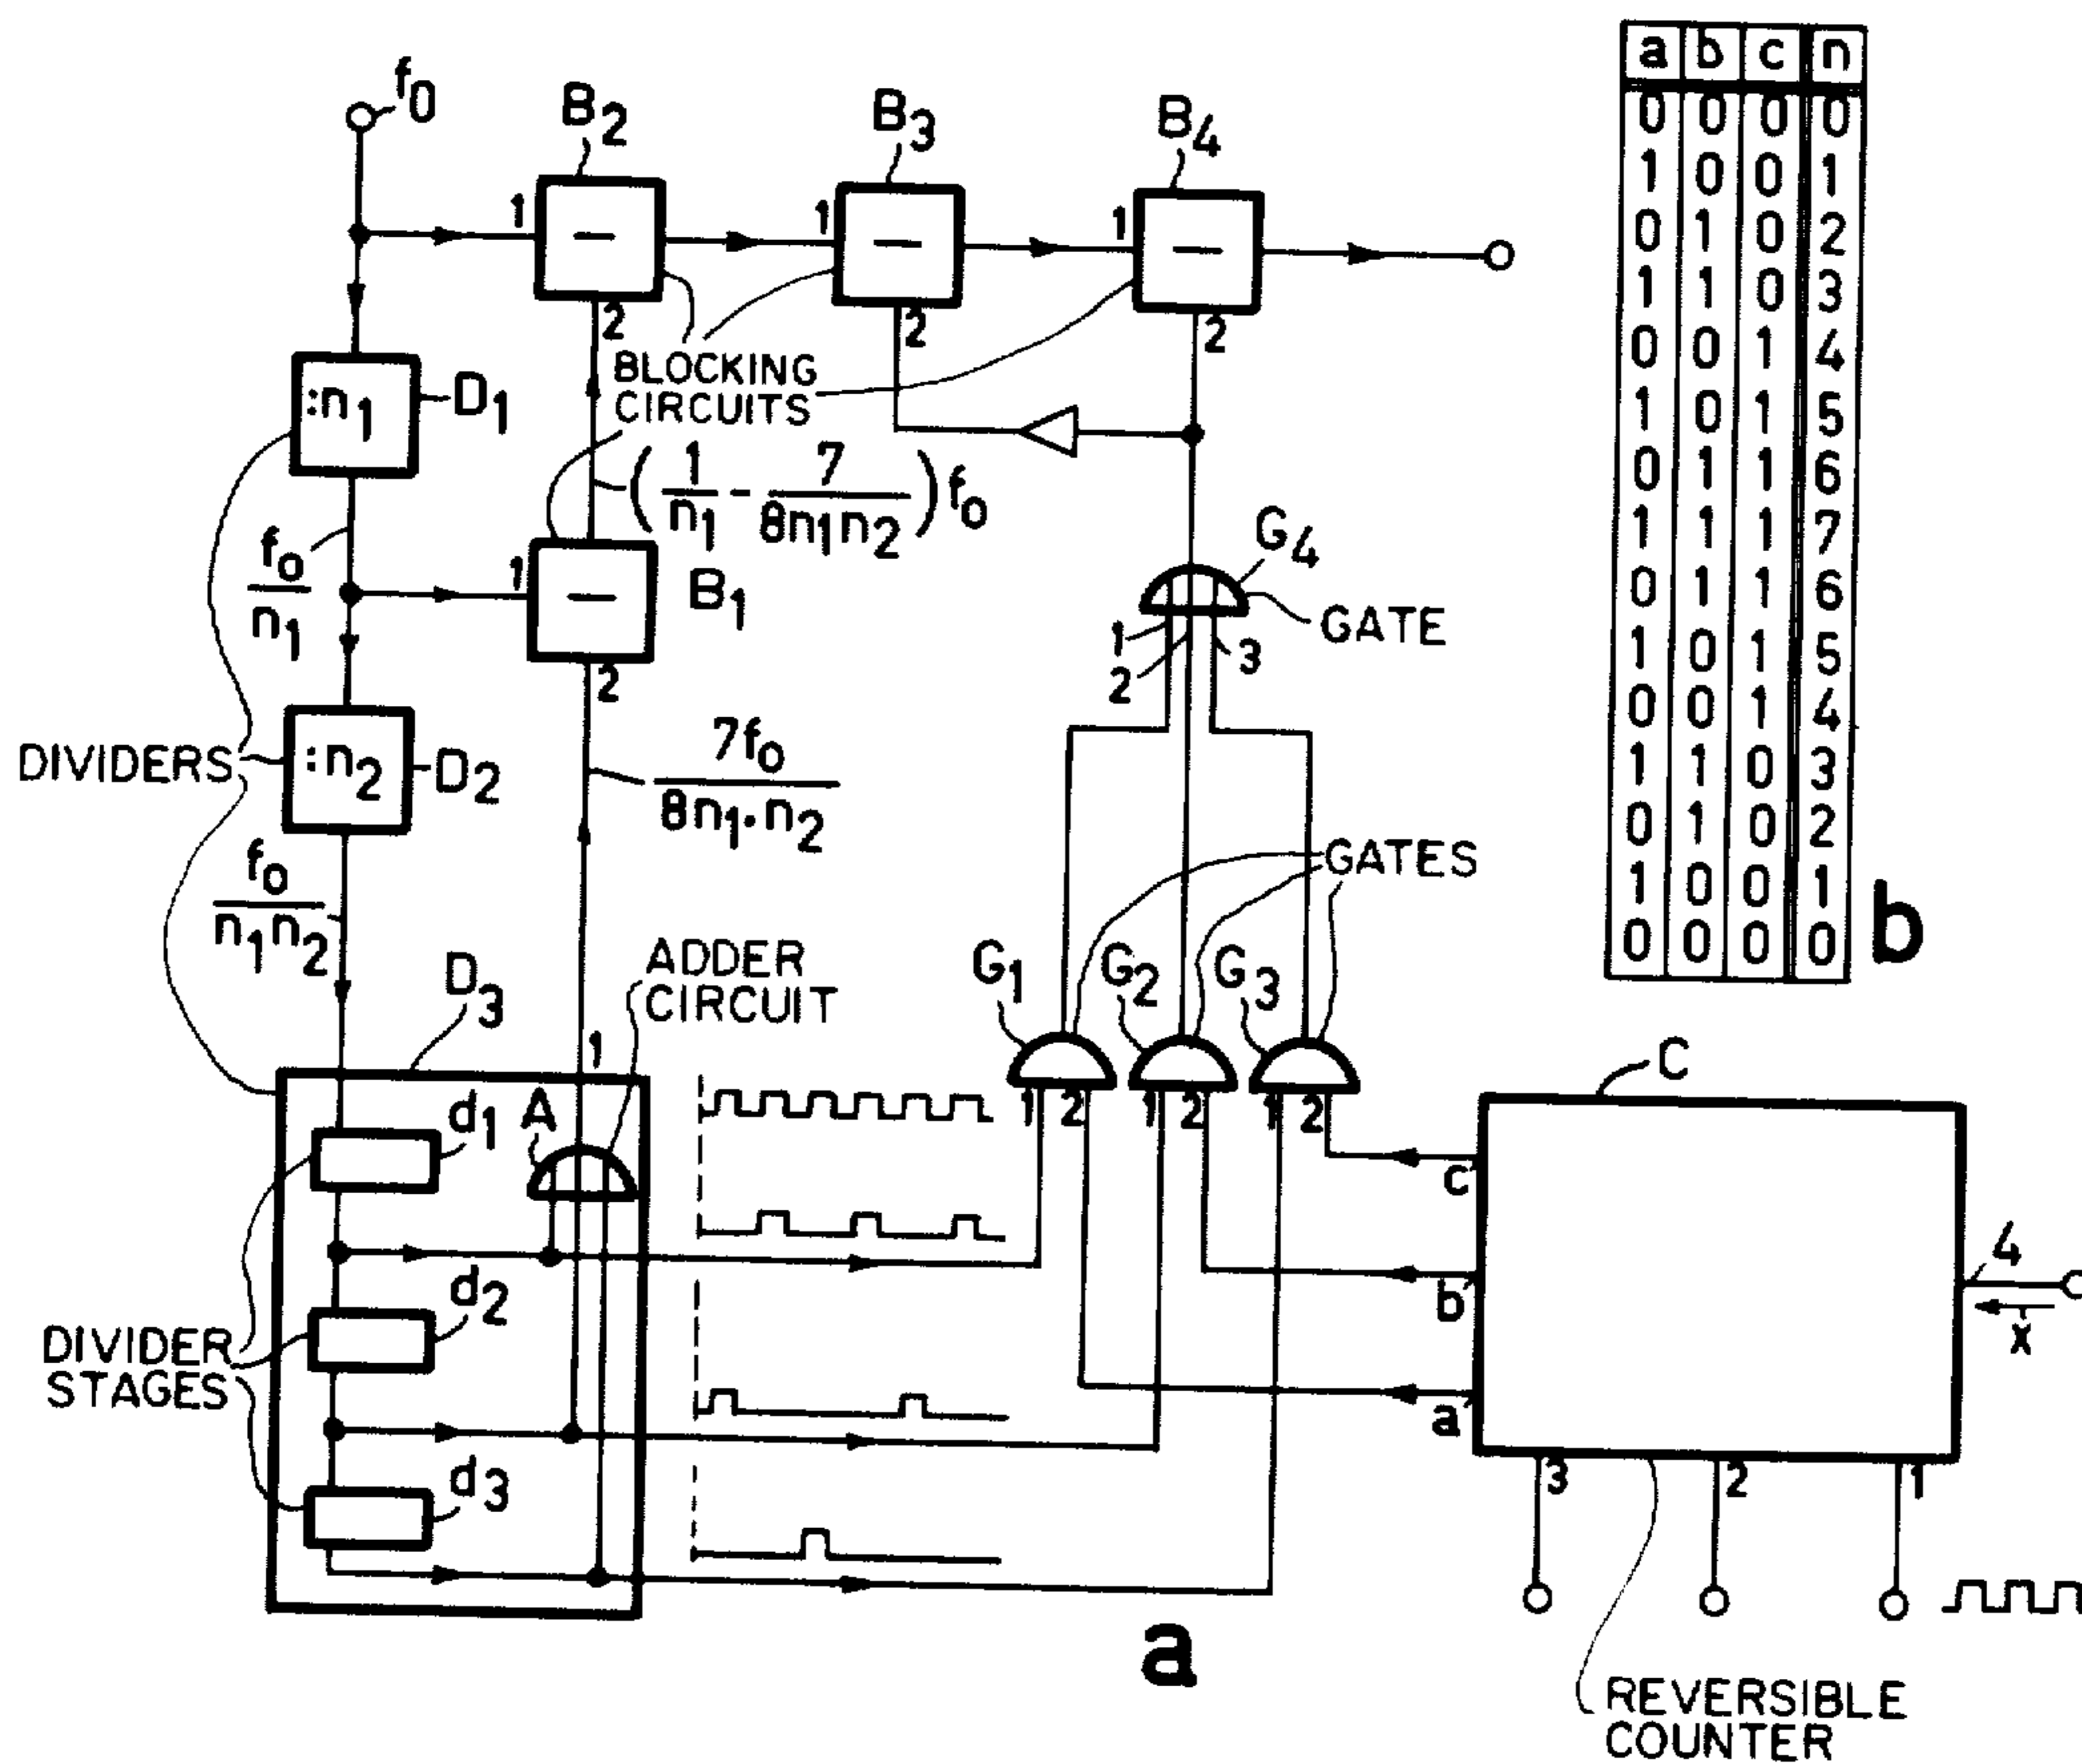 f0
B2
B3
B4
1
1
1
2
2
2
BLOCKING
CIRCUITS
:n1
D1
(1/n1 - 7/8n1n2)f0
f0/n1
1
B1
2
G4
GATE
1
2
3
DIVIDERS
:n2
D2
7f0/8n1.n2
f0/n1n2
GATES
D3
ADDER
CIRCUIT
G1
G2
G3
1
1 2
1 2
1 2
C
d1
A
c
b
a
4
x
d2
DIVIDER
STAGES
d3
3
2
1
REVERSIBLE
COUNTER
a
a b c n
0 0 0 0
1 0 0 1
0 1 0 2
1 1 0 3
0 0 1 4
1 0 1 5
0 1 1 6
1 1 1 7
0 1 1 6
1 0 1 5
0 0 1 4
1 1 0 3
0 1 0 2
1 0 0 1
0 0 0 0
b